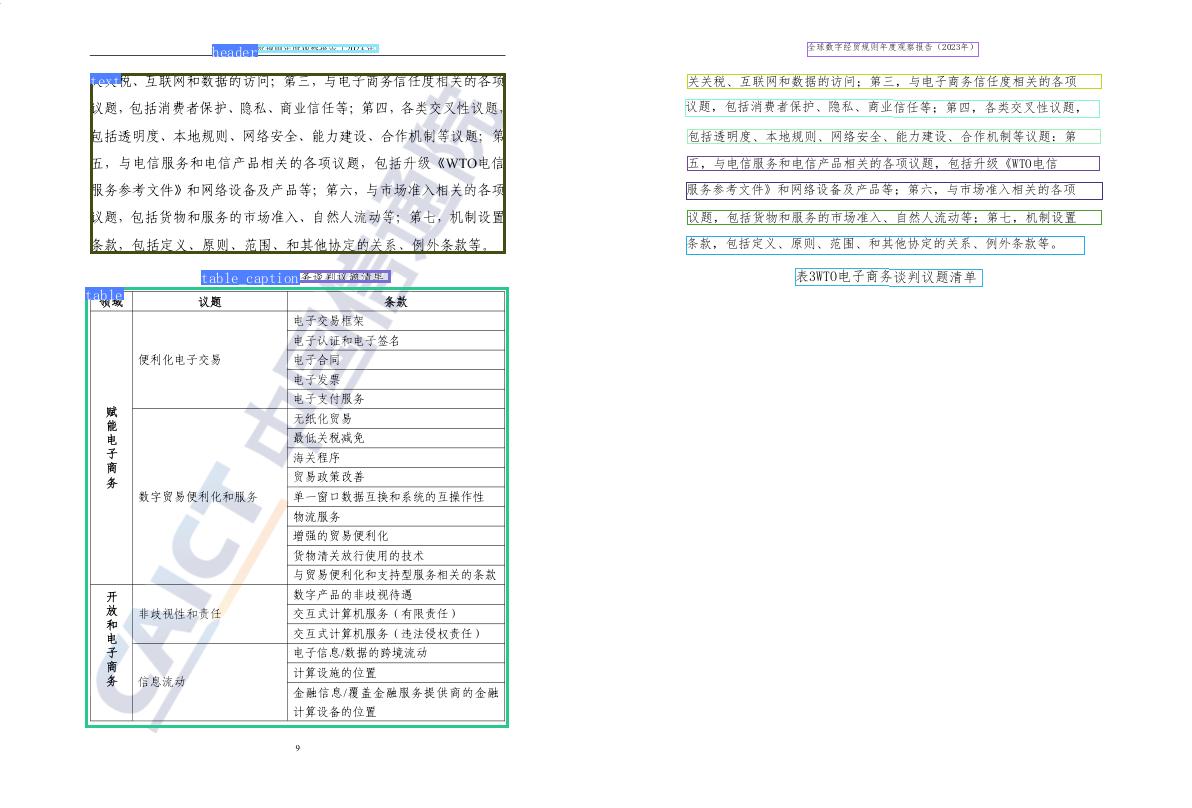 header
报告(2023年)
text
税、互联网和数据的访问；第三，与电子商务信任度相关的各项
议题，包括消费者保护、隐私、商业信任等；第四，各类交叉性议题，
包括透明度、本地规则、网络安全、能力建设、合作机制等议题；第
五，与电信服务和电信产品相关的各项议题，包括升级《WTO电信
服务参考文件》和网络设备及产品等；第六，与市场准入相关的各项
议题，包括货物和服务的市场准入、自然人流动等；第七，机制设置
条款，包括定义、原则、范围、和其他协定的关系、例外条款等。
table caption
务谈判议题清单
table
领域 议题 条款
赋能电子商务
便利化电子交易
电子交易框架
电子认证和电子签名
电子合同
电子发票
电子支付服务
数字贸易便利化和服务
无纸化贸易
最低关税减免
海关程序
贸易政策改善
单一窗口数据互换和系统的互操作性
物流服务
增强的贸易便利化
货物清关放行使用的技术
与贸易便利化和支持型服务相关的条款
开放和电子商务
非歧视性和责任
数字产品的非歧视待遇
交互式计算机服务（有限责任）
交互式计算机服务（违法侵权责任）
信息流动
电子信息/数据的跨境流动
计算设施的位置
金融信息/覆盖金融服务提供商的金融
计算设备的位置
9
CAICT 中国信通院
全球数字经贸规则年度观察报告（2023年）
关关税、互联网和数据的访问；第三，与电子商务信任度相关的各项
议题，包括消费者保护、隐私、商业信任等；第四，各类交叉性议题，
包括透明度、本地规则、网络安全、能力建设、合作机制等议题：第
五，与电信服务和电信产品相关的各项议题，包括升级《WTO电信
服务参考文件》和网络设备及产品等；第六，与市场准入相关的各项
议题，包括货物和服务的市场准入、自然人流动等；第七，机制设置
条款，包括定义、原则、范围、和其他协定的关系、例外条款等。
表3WTO电子商务谈判议题清单